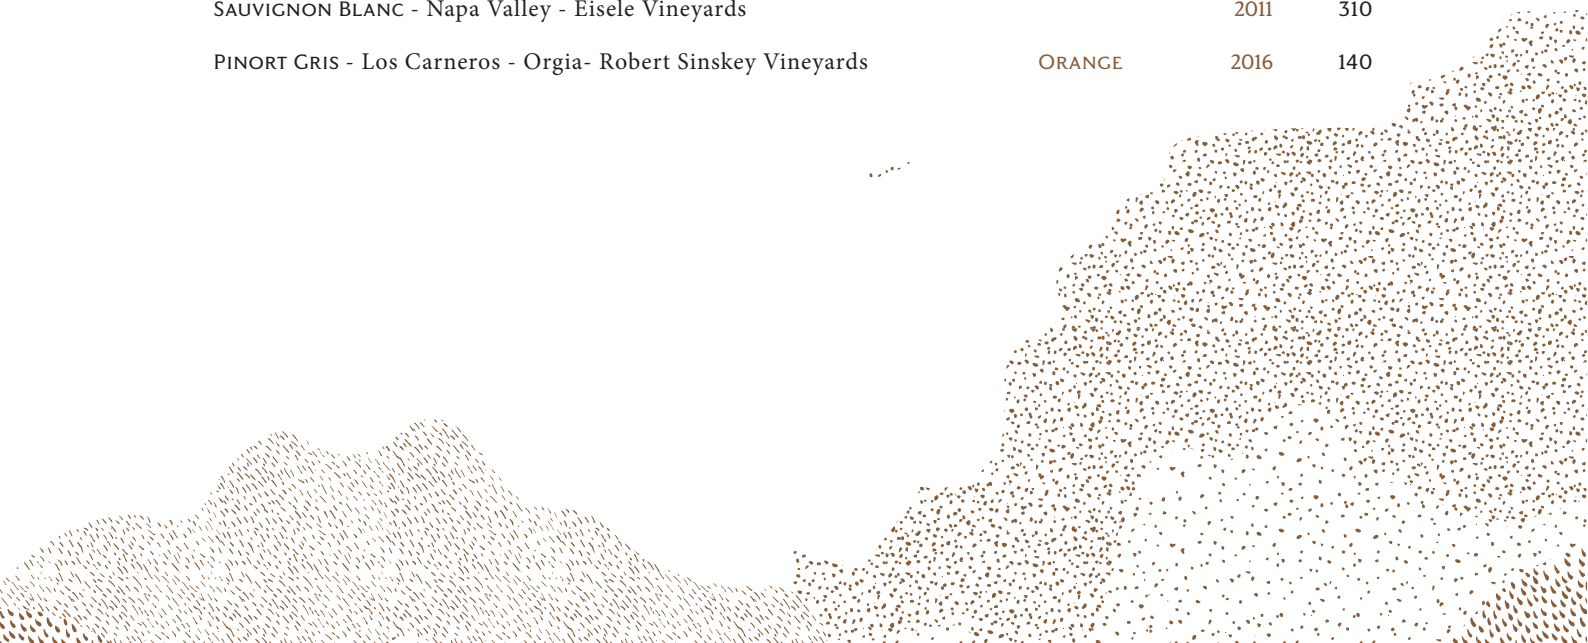 Sauvignon Blanc - Napa Valley - Eisele Vineyards 2011 310
Pinort Gris - Los Carneros - Orgia- Robert Sinskey Vineyards Orange 2016 140